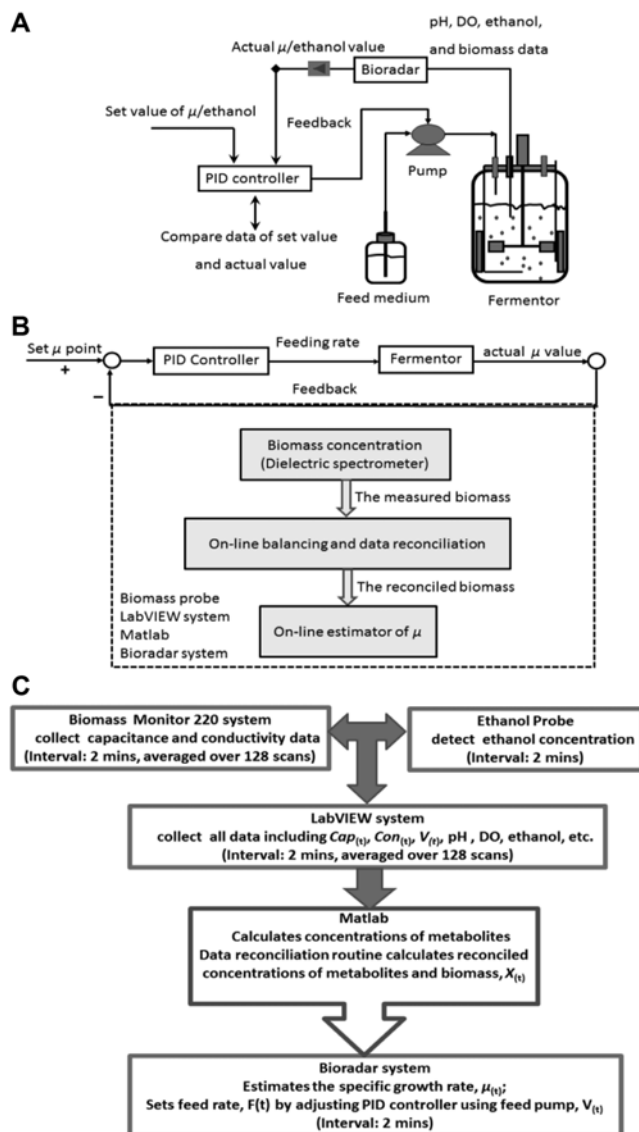 A
pH, DO, ethanol,
and biomass data
Actual μ/ethanol value
Bioradar
Set value of μ/ethanol
Feedback
Pump
PID controller
Compare data of set value
and actual value
Feed medium
Fermentor
B
Set μ point
+
PID Controller
Feeding rate
Fermentor
actual μ value
−
Feedback
Biomass concentration
(Dielectric spectrometer)
The measured biomass
On-line balancing and data reconciliation
The reconciled biomass
Biomass probe
LabVIEW system
Matlab
Bioradar system
On-line estimator of μ
C
Biomass Monitor 220 system
collect capacitance and conductivity data
(Interval: 2 mins, averaged over 128 scans)
Ethanol Probe
detect ethanol concentration
(Interval: 2 mins)
LabVIEW system
collect all data including Cap(t), Con(t), V(t), pH , DO, ethanol, etc.
(Interval: 2 mins, averaged over 128 scans)
Matlab
Calculates concentrations of metabolites
Data reconciliation routine calculates reconciled
concentrations of metabolites and biomass, X(t)
Bioradar system
Estimates the specific growth rate, μ(t);
Sets feed rate, F(t) by adjusting PID controller using feed pump, V(t)
(Interval: 2 mins)